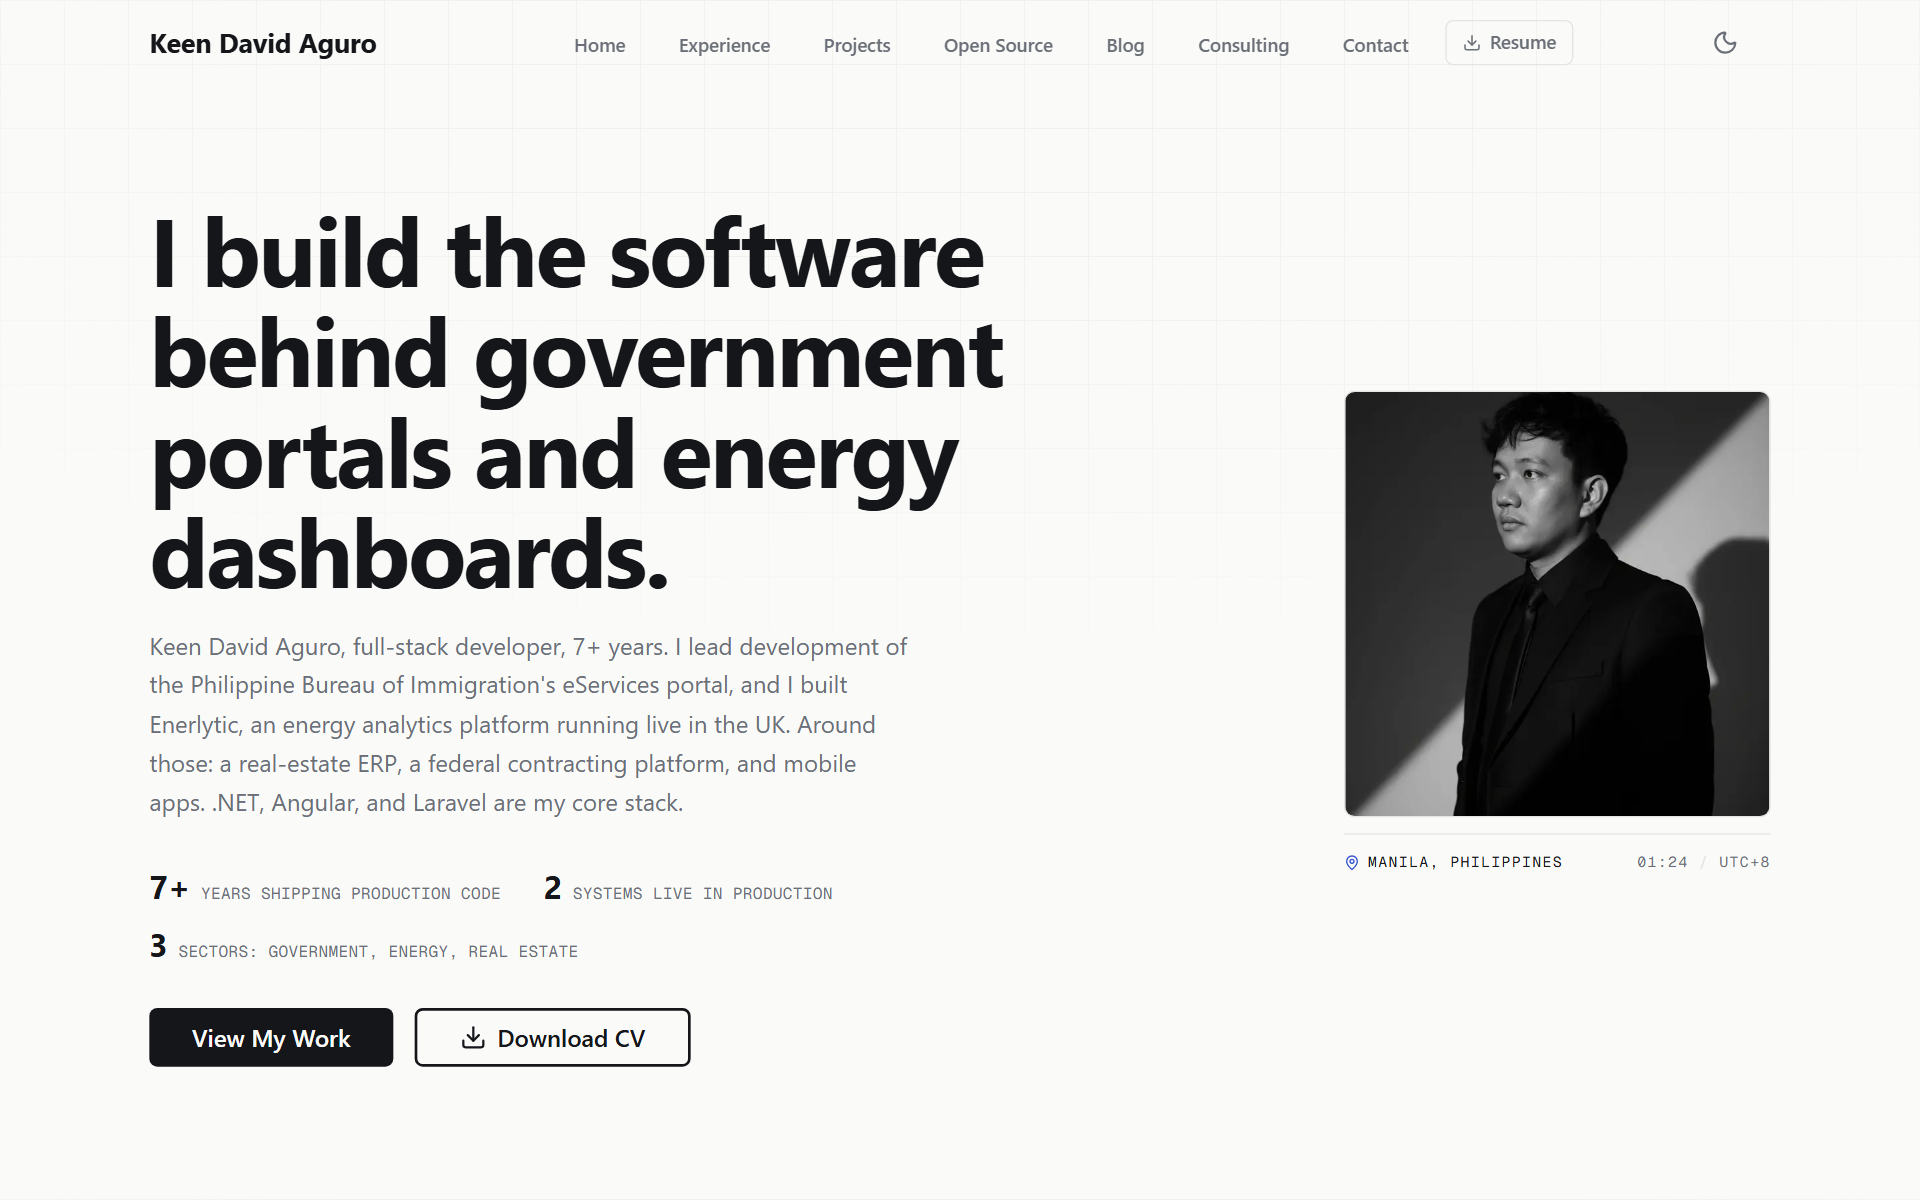 Keen David Aguro
Home
Experience
Projects
Open Source
Blog
Consulting
Contact
Resume
I build the software
behind government
portals and energy
dashboards.
Keen David Aguro, full-stack developer, 7+ years. I lead development of
the Philippine Bureau of Immigration's eServices portal, and I built
Enerlytic, an energy analytics platform running live in the UK. Around
those: a real-estate ERP, a federal contracting platform, and mobile
apps. .NET, Angular, and Laravel are my core stack.
7+ YEARS SHIPPING PRODUCTION CODE
2 SYSTEMS LIVE IN PRODUCTION
3 SECTORS: GOVERNMENT, ENERGY, REAL ESTATE
View My Work
Download CV
MANILA, PHILIPPINES
01:24 / UTC+8